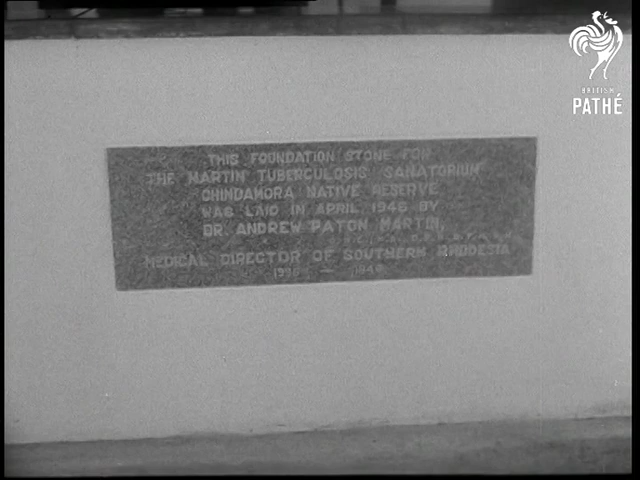 BRITISH
PATHÉ
THIS FOUNDATION STONE FOR
THE MARTIN TUBERCULOSIS SANATORIUM
CHINDAMORA NATIVE RESERVE
WAS LAID IN APRIL 1948 BY
DR. ANDREW PATON MARTIN,
MEDICAL DIRECTOR OF SOUTHERN RHODESIA